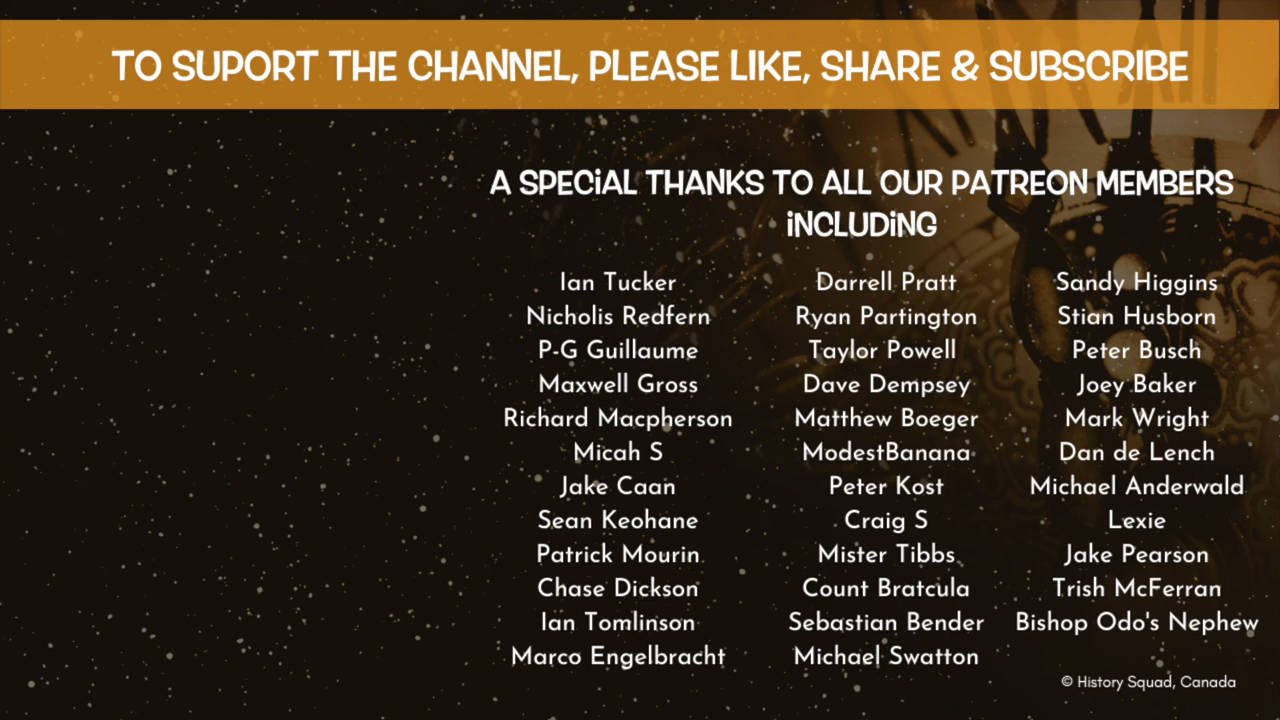 TO SUPORT THE CHANNEL, PLEASE LIKE, SHARE & SUBSCRIBE
A SPECiAL THANKS TO ALL OUR PATREON MEMBERS
iNCLUDiNG
Ian Tucker
Nicholis Redfern
P-G Guillaume
Maxwell Gross
Richard Macpherson
Micah S
Jake Caan
Sean Keohane
Patrick Mourin
Chase Dickson
Ian Tomlinson
Marco Engelbracht
Darrell Pratt
Ryan Partington
Taylor Powell
Dave Dempsey
Matthew Boeger
ModestBanana
Peter Kost
Craig S
Mister Tibbs
Count Bratcula
Sebastian Bender
Michael Swatton
Sandy Higgins
Stian Husborn
Peter Busch
Joey Baker
Mark Wright
Dan de Lench
Michael Anderwald
Lexie
Jake Pearson
Trish McFerran
Bishop Odo's Nephew
© History Squad, Canada